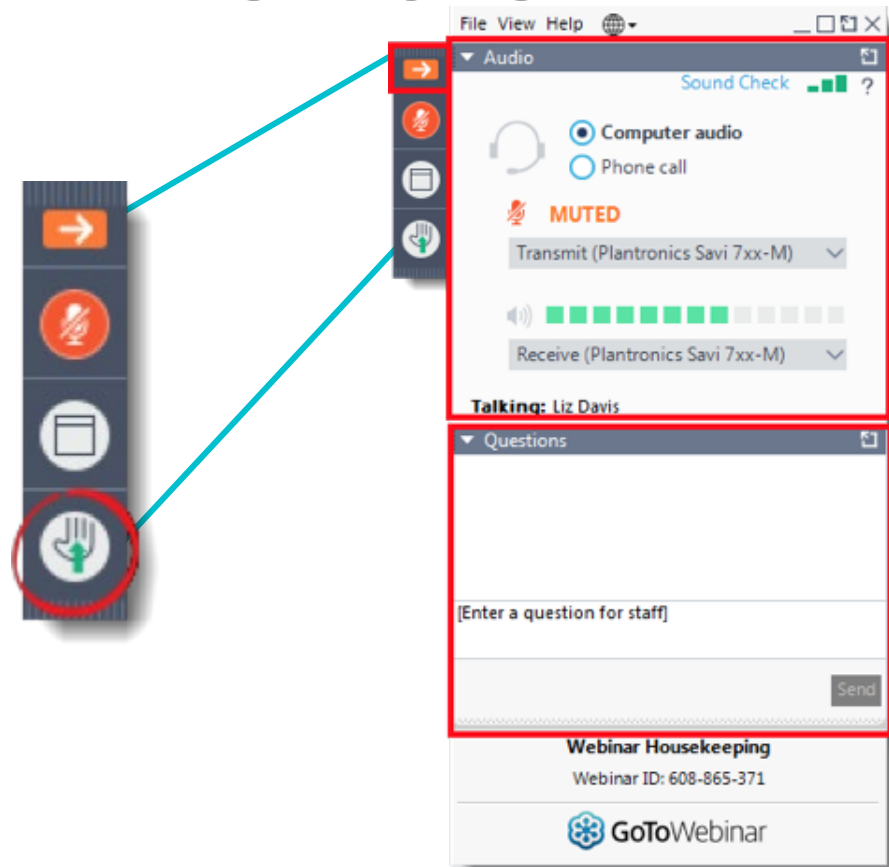 File View Help
Audio
Sound Check ?
Computer audio
Phone call
MUTED
Transmit (Plantronics Savi 7xx-M)
Receive (Plantronics Savi 7xx-M)
Talking: Liz Davis
Questions
[Enter a question for staff]
Send
Webinar Housekeeping
Webinar ID: 608-865-371
GoToWebinar